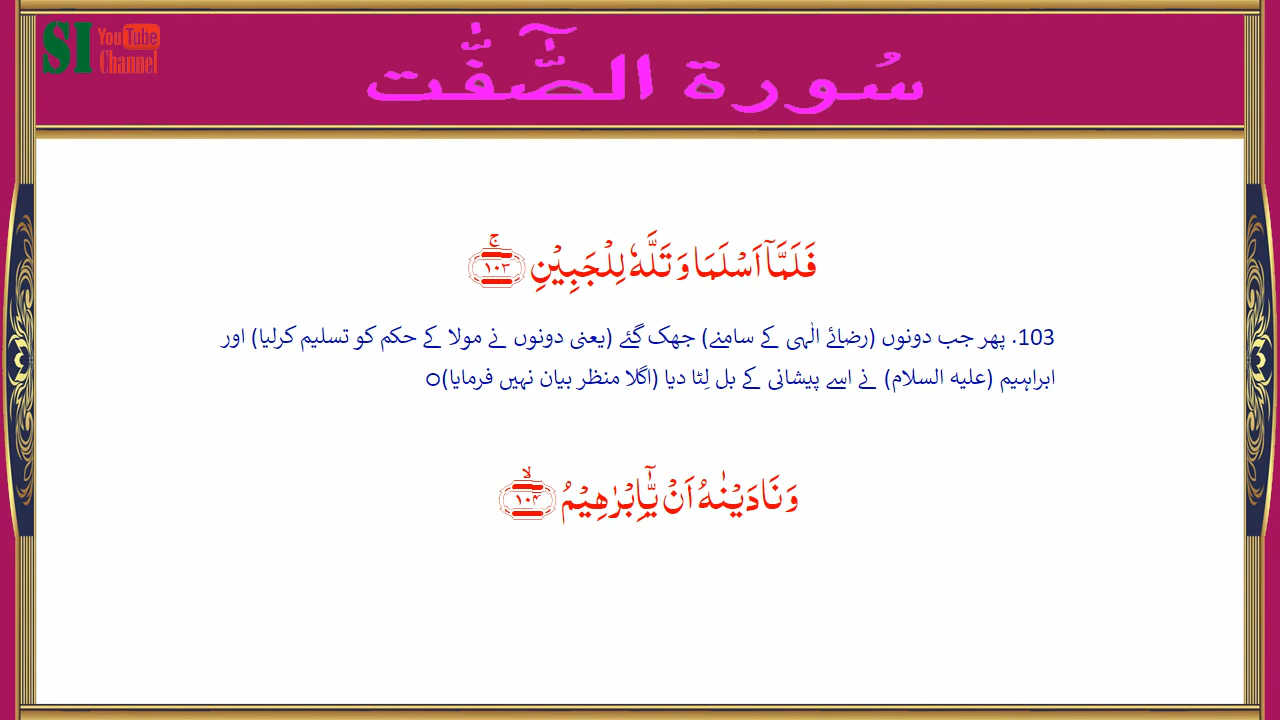 SI YouTube Channel
سُورة الصّٰٓفّٰت
فَلَمَّاۤ اَسْلَمَا وَ تَلَّهٗ لِلْجَبِیْنِۚ۝۱۰۳
103. پھر جب دونوں (رضائے الٰہی کے سامنے) جھک گئے (یعنی دونوں نے مولا کے حکم کو تسلیم کرلیا) اور
ابراہیم (علیہ السلام) نے اسے پیشانی کے بل لِٹا دیا (اگلا منظر بیان نہیں فرمایا)o
وَ نَادَیْنٰهُ اَنْ یّٰۤاِبْرٰهِیْمُۙ۝۱۰۴